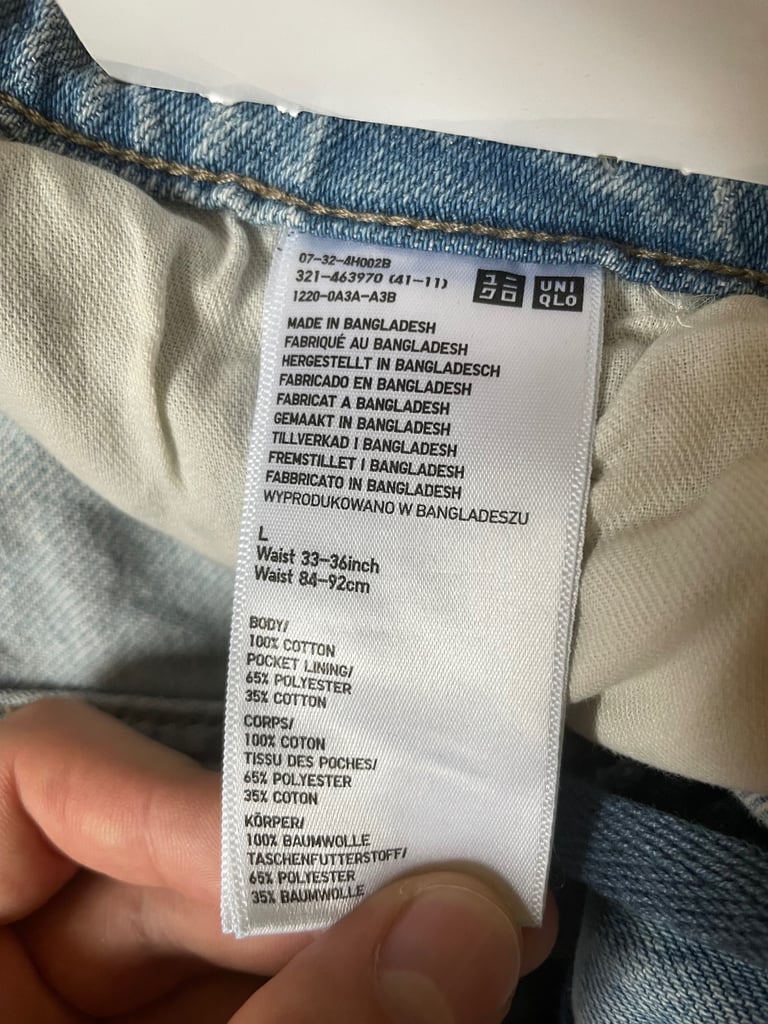 07-32-4H002B
321-463970 (41-11)
1220-0A3A-A3B
ユニ
クロ
UNI
QLO
MADE IN BANGLADESH
FABRIQUÉ AU BANGLADESH
HERGESTELLT IN BANGLADESCH
FABRICADO EN BANGLADESH
FABRICAT A BANGLADESH
GEMAAKT IN BANGLADESH
TILLVERKAD I BANGLADESH
FREMSTILLET I BANGLADESH
FABBRICATO IN BANGLADESH
WYPRODUKOWANO W BANGLADESZU
L
Waist 33-36inch
Waist 84-92cm
BODY/
100% COTTON
POCKET LINING/
65% POLYESTER
35% COTTON
CORPS/
100% COTON
TISSU DES POCHES/
65% POLYESTER
35% COTON
KÖRPER/
100% BAUMWOLLE
TASCHENFUTTERSTOFF/
65% POLYESTER
35% BAUMWOLLE